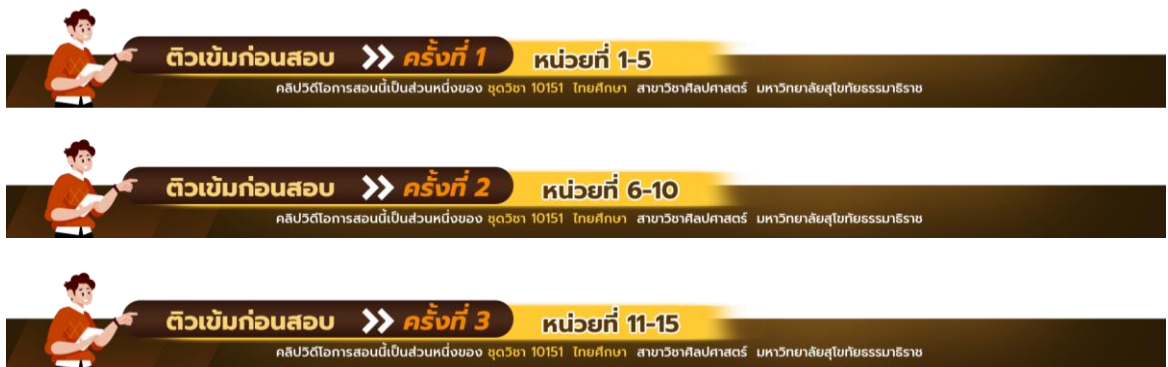 ติวเข้มก่อนสอบ >> ครั้งที่ 1 หน่วยที่ 1-5
คลิปวิดีโอการสอนนี้เป็นส่วนหนึ่งของ ชุดวิชา 10151 ไทยศึกษา สาขาวิชาศิลปศาสตร์ มหาวิทยาลัยสุโขทัยธรรมาธิราช
ติวเข้มก่อนสอบ >> ครั้งที่ 2 หน่วยที่ 6-10
คลิปวิดีโอการสอนนี้เป็นส่วนหนึ่งของ ชุดวิชา 10151 ไทยศึกษา สาขาวิชาศิลปศาสตร์ มหาวิทยาลัยสุโขทัยธรรมาธิราช
ติวเข้มก่อนสอบ >> ครั้งที่ 3 หน่วยที่ 11-15
คลิปวิดีโอการสอนนี้เป็นส่วนหนึ่งของ ชุดวิชา 10151 ไทยศึกษา สาขาวิชาศิลปศาสตร์ มหาวิทยาลัยสุโขทัยธรรมาธิราช